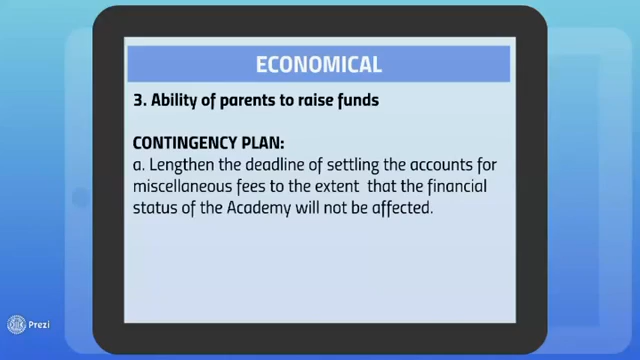 ECONOMICAL
3. Ability of parents to raise funds
CONTINGENCY PLAN:
a. Lengthen the deadline of settling the accounts for
miscellaneous fees to the extent that the financial
status of the Academy will not be affected.
Prezi